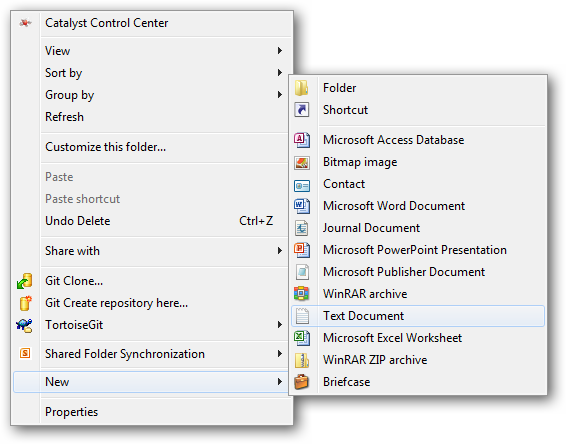 Catalyst Control Center
View
Sort by
Group by
Refresh
Customize this folder...
Paste
Paste shortcut
Undo Delete Ctrl+Z
Share with
Git Clone...
Git Create repository here...
TortoiseGit
Shared Folder Synchronization
New
Properties
Folder
Shortcut
Microsoft Access Database
Bitmap image
Contact
Microsoft Word Document
Journal Document
Microsoft PowerPoint Presentation
Microsoft Publisher Document
WinRAR archive
Text Document
Microsoft Excel Worksheet
WinRAR ZIP archive
Briefcase